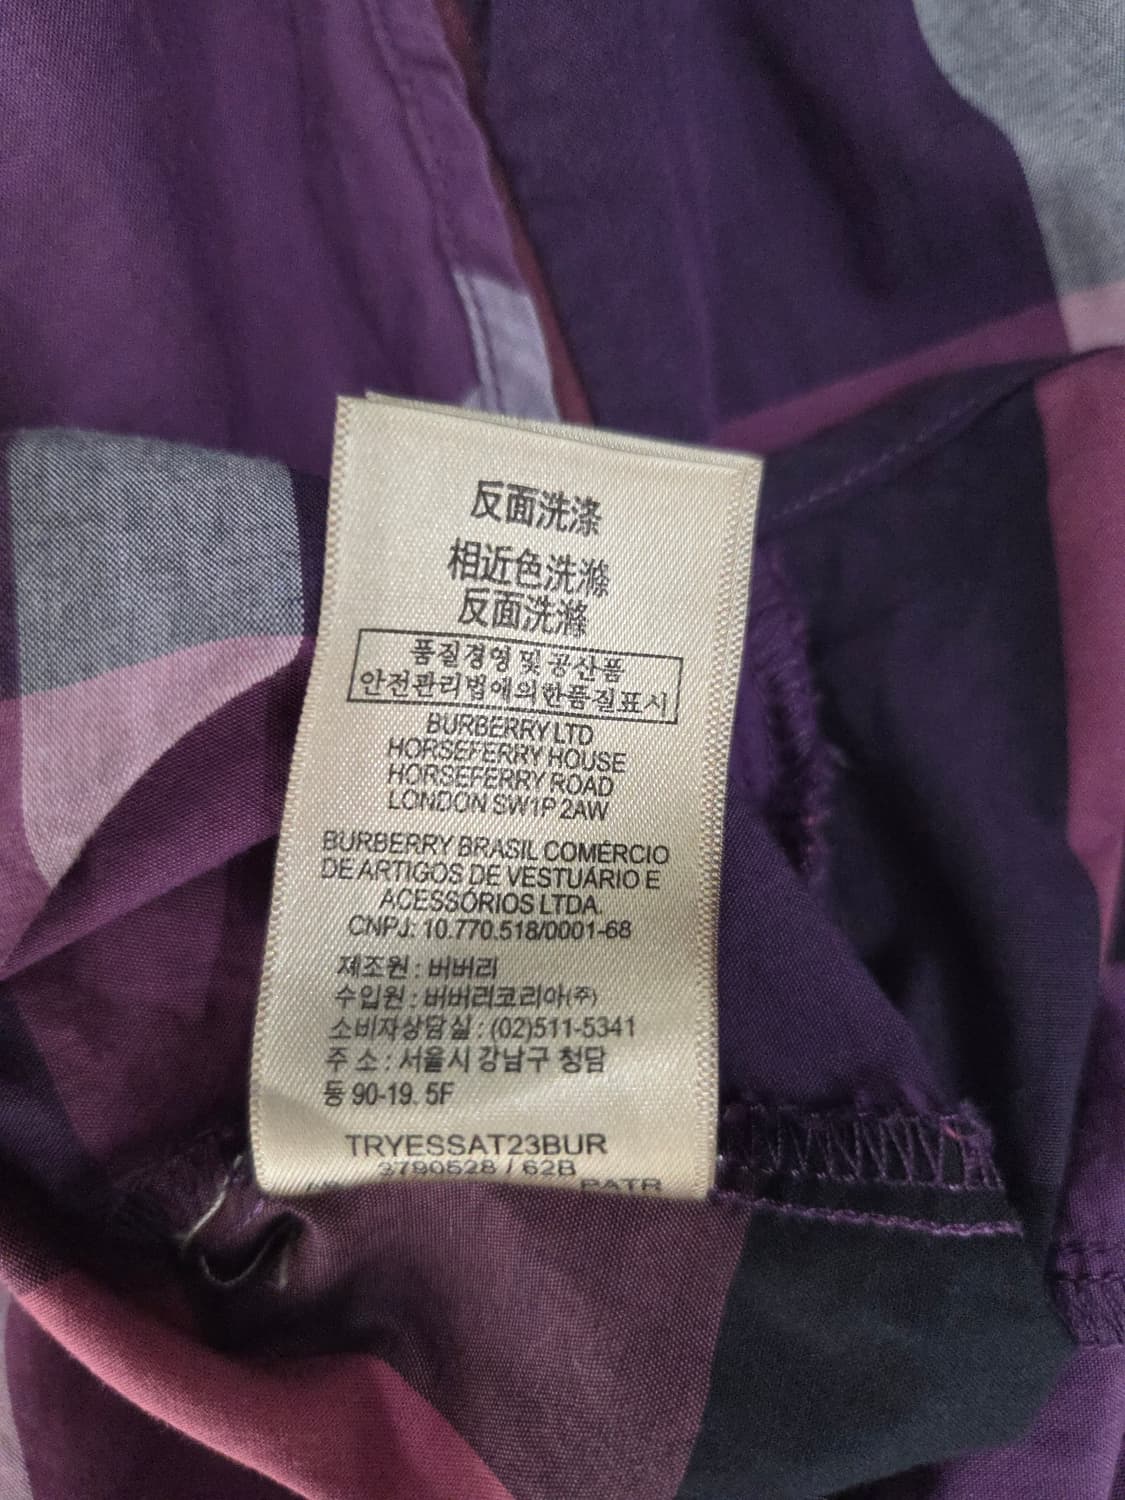 反面洗涤
相近色洗滌
反面洗滌
품질경영 및 공산품
안전관리법에의한품질표시
BURBERRY LTD
HORSEFERRY HOUSE
HORSEFERRY ROAD
LONDON SW1P 2AW
BURBERRY BRASIL COMÉRCIO
DE ARTIGOS DE VESTUÁRIO E
ACESSÓRIOS LTDA.
CNPJ: 10.770.518/0001-68
제조원 : 버버리
수입원 : 버버리코리아(주)
소비자상담실 : (02)511-5341
주 소 : 서울시 강남구 청담
동 90-19. 5F
TRYESSAT23BUR
3790528 / 62B
PATR